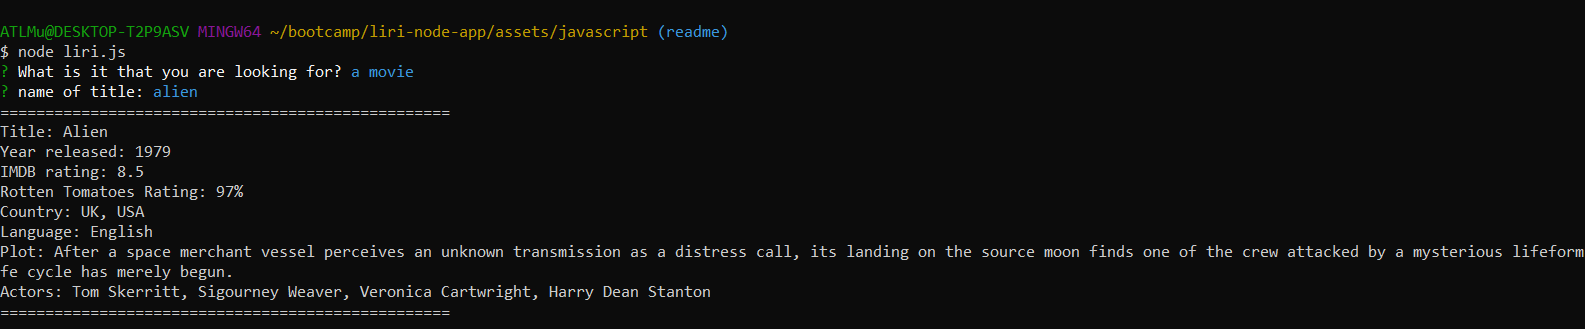 ATLMu@DESKTOP-T2P9ASV MINGW64 ~/bootcamp/liri-node-app/assets/javascript (readme)
$ node liri.js
? What is it that you are looking for? a movie
? name of title: alien
==================================================
Title: Alien
Year released: 1979
IMDB rating: 8.5
Rotten Tomatoes Rating: 97%
Country: UK, USA
Language: English
Plot: After a space merchant vessel perceives an unknown transmission as a distress call, its landing on the source moon finds one of the crew attacked by a mysterious lifeform
fe cycle has merely begun.
Actors: Tom Skerritt, Sigourney Weaver, Veronica Cartwright, Harry Dean Stanton
==================================================